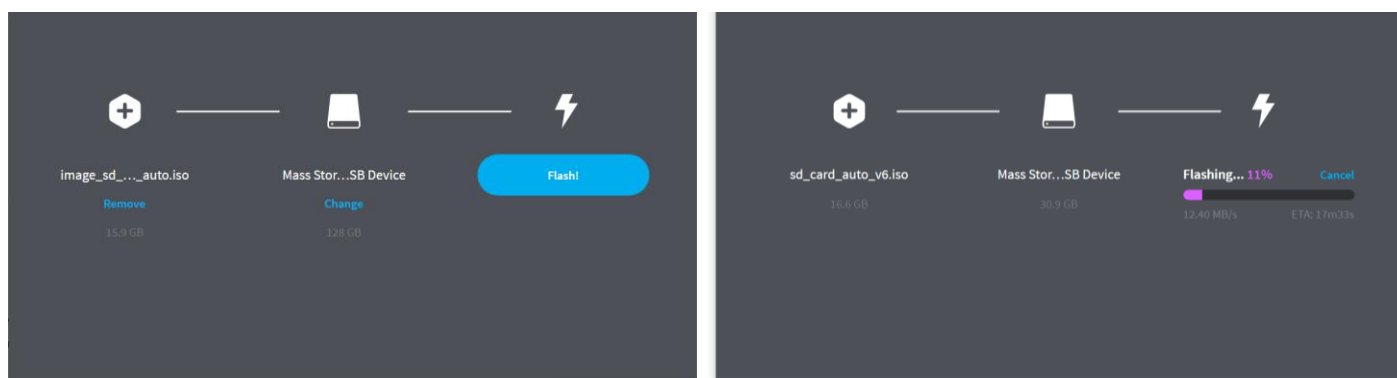 image_sd_..._auto.iso
Mass Stor...SB Device
Flash!
Remove
Change
15.9 GB
128 GB
sd_card_auto_v6.iso
Mass Stor...SB Device
Flashing... 11%
Cancel
16.6 GB
30.9 GB
12.40 MB/s
ETA: 17m33s